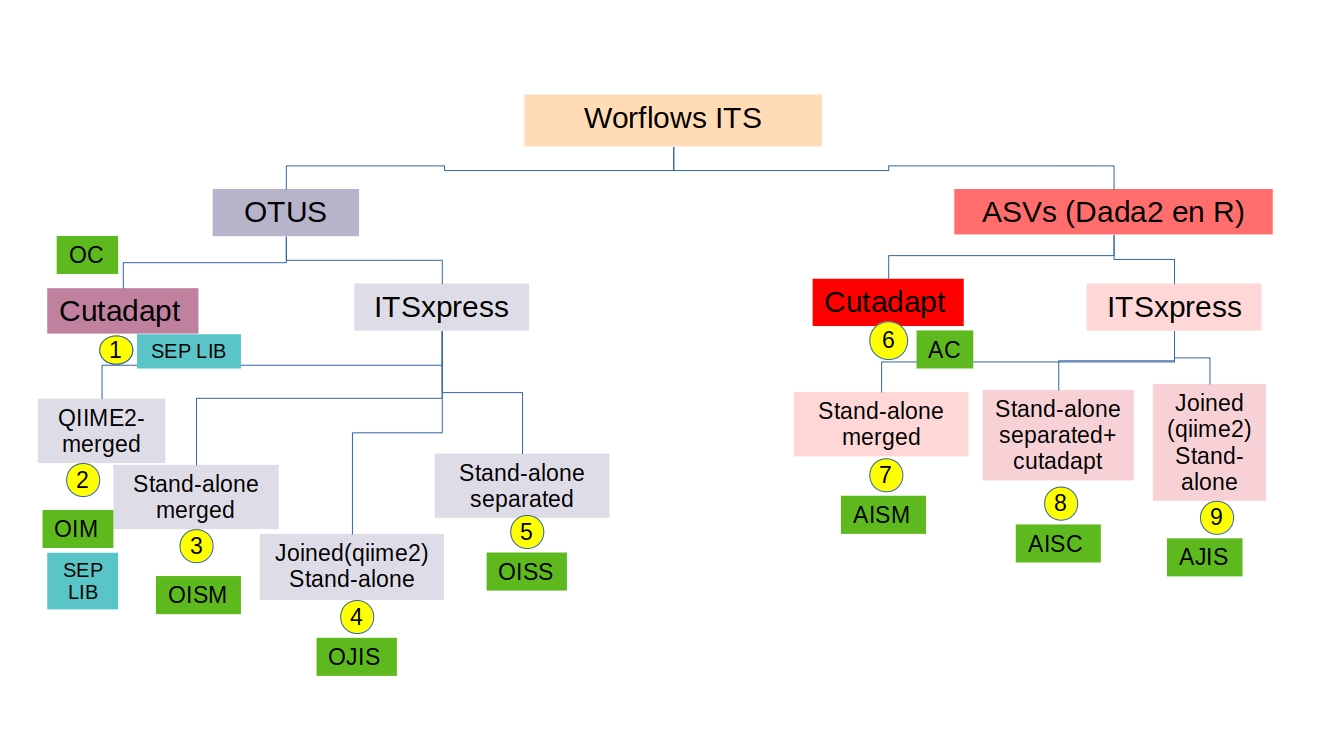 Worflows ITS
OTUS
ASVs (Dada2 en R)
OC
Cutadapt
1
SEP LIB
ITSxpress
QIIME2-
merged
2
OIM
SEP
LIB
Stand-alone
merged
3
OISM
Joined(qiime2)
Stand-alone
4
OJIS
Stand-alone
separated
5
OISS
Cutadapt
6
AC
ITSxpress
Stand-alone
merged
7
AISM
Stand-alone
separated+
cutadapt
8
AISC
Joined
(qiime2)
Stand-
alone
9
AJIS